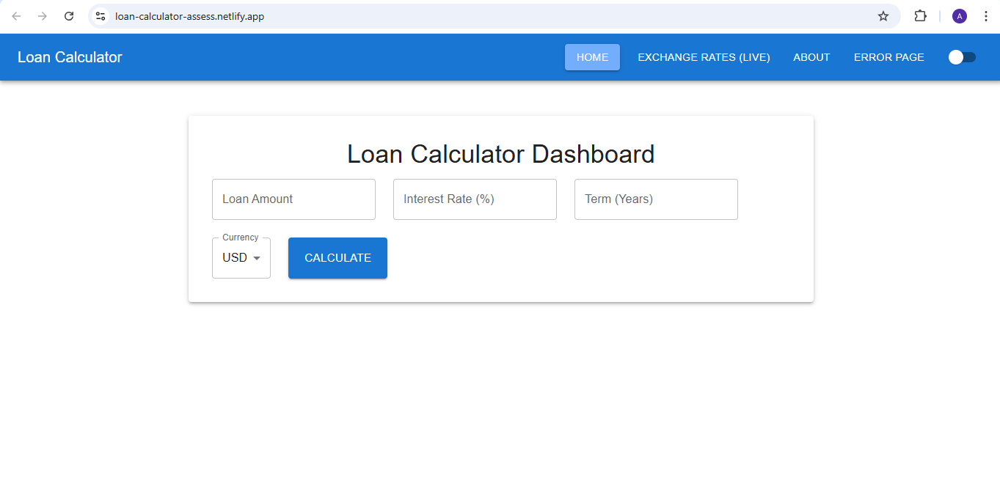 loan-calculator-assess.netlify.app
A
Loan Calculator
HOME
EXCHANGE RATES (LIVE)
ABOUT
ERROR PAGE
Loan Calculator Dashboard
Loan Amount
Interest Rate (%)
Term (Years)
Currency
USD
CALCULATE